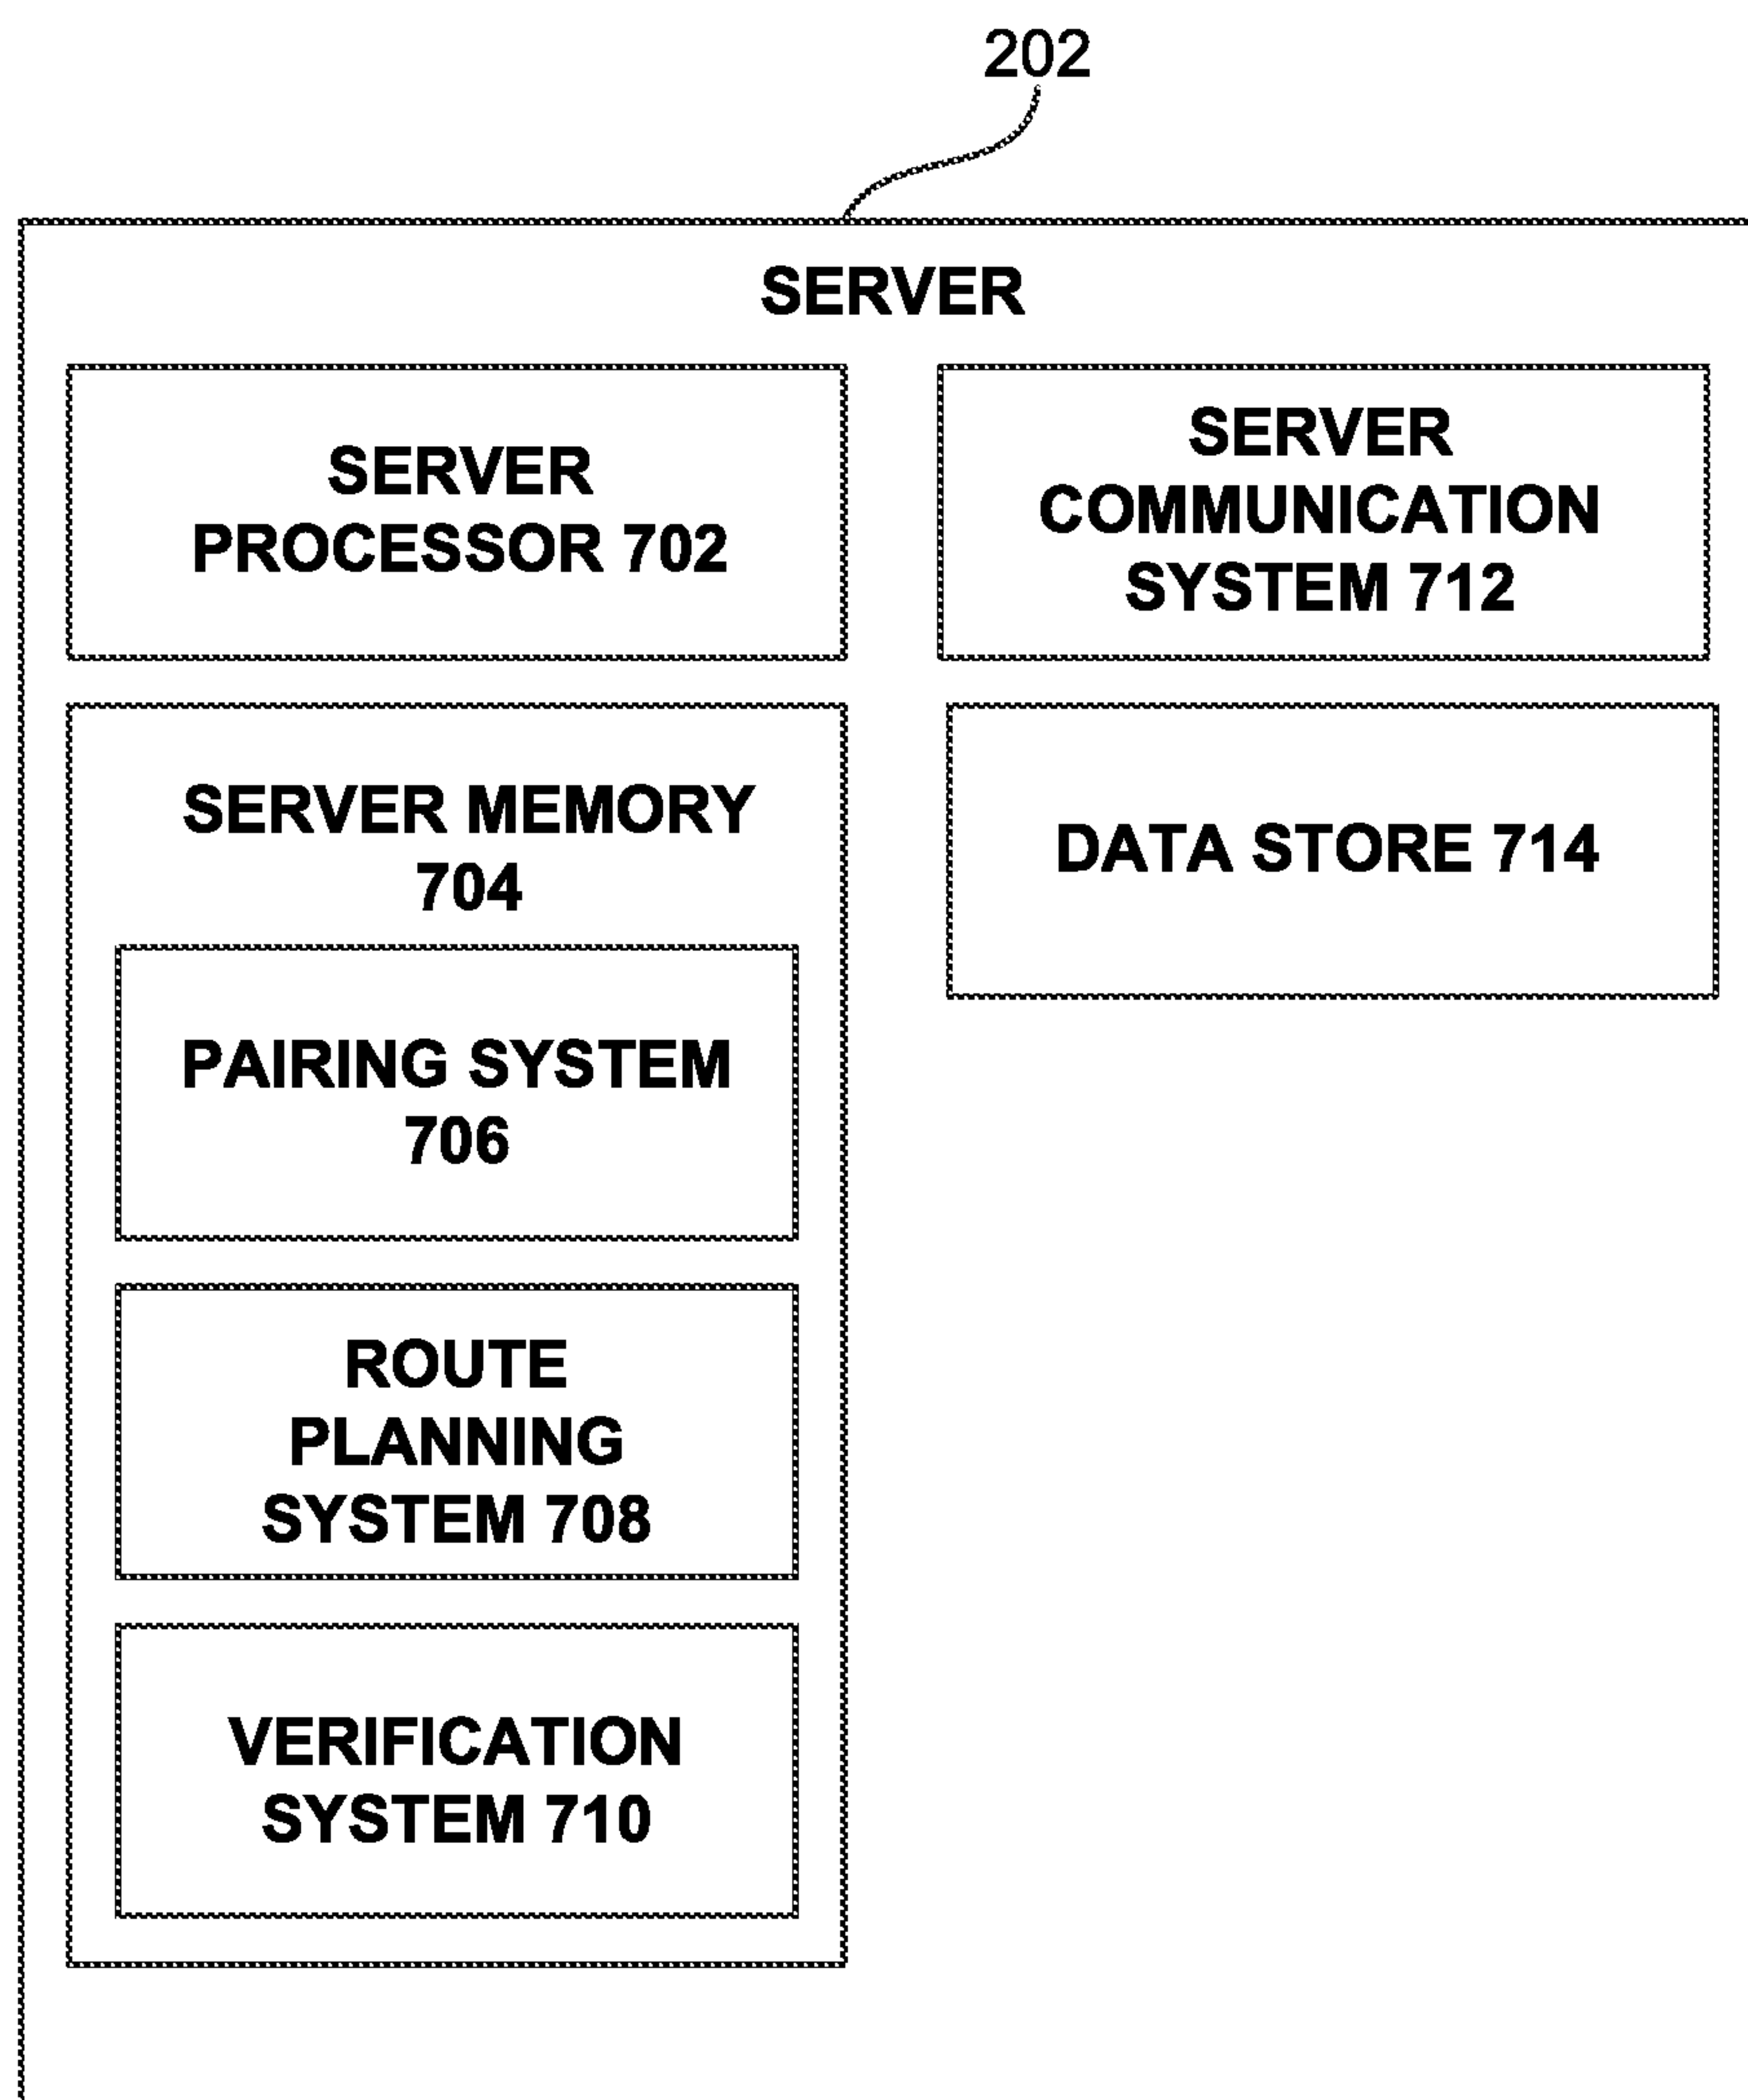 202
SERVER
SERVER
PROCESSOR 702
SERVER
COMMUNICATION
SYSTEM 712
SERVER MEMORY
704
DATA STORE 714
PAIRING SYSTEM
706
ROUTE
PLANNING
SYSTEM 708
VERIFICATION
SYSTEM 710